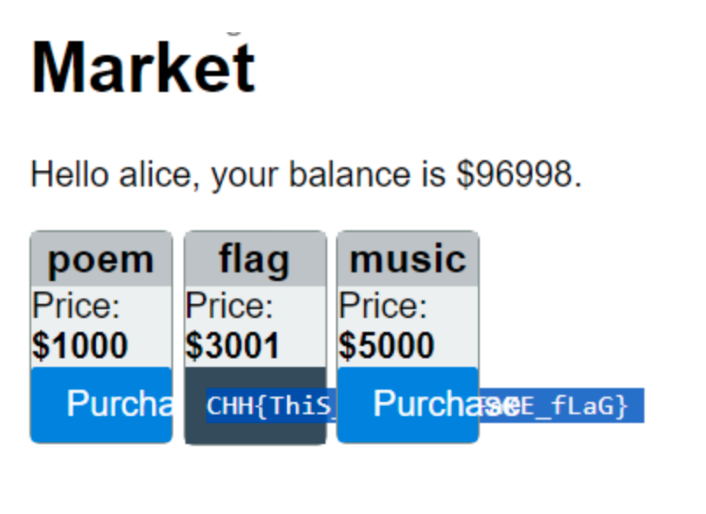 Market
Hello alice, your balance is $96998.
poem
Price:
$1000
Purcha
flag
Price:
$3001
CHH{ThiS_
E_fLaG}
music
Price:
$5000
Purchase